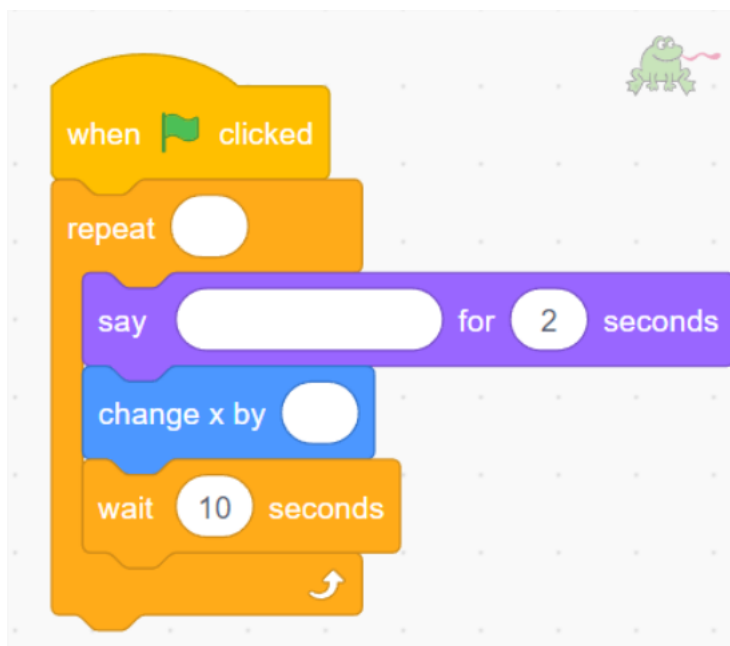 when clicked
repeat
say for 2 seconds
change x by
wait 10 seconds